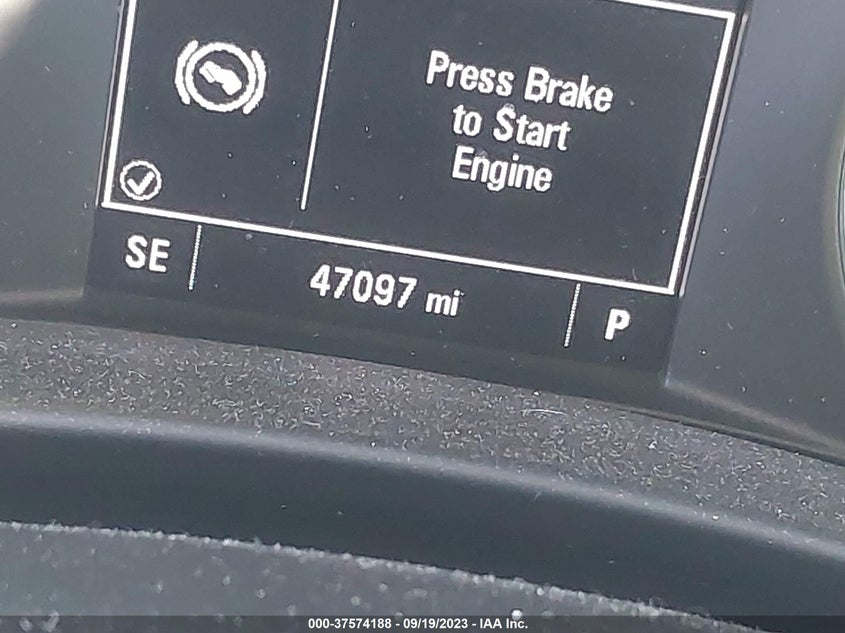 Press Brake
to Start
Engine
SE
47097 mi
P
000-37574188 - 09/19/2023 - IAA Inc.